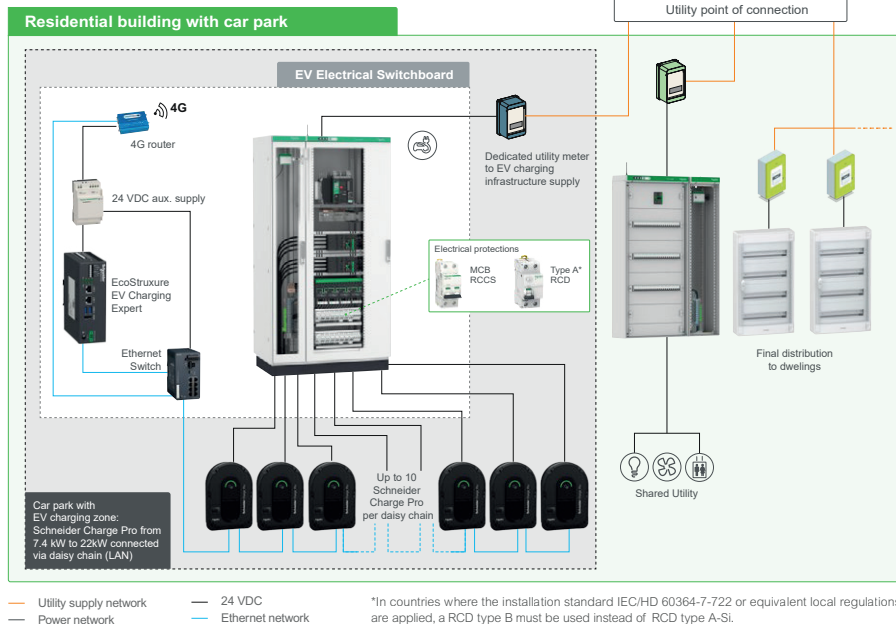 Utility point of connection
Residential building with car park
EV Electrical Switchboard
4G
4G router
Dedicated utility meter
to EV charging
infrastructure supply
24 VDC aux. supply
Electrical protections
MCB
RCCS
Type A*
RCD
EcoStruxure
EV Charging
Expert
Ethernet
Switch
Final distribution
to dwelings
Up to 10
Schneider
Charge Pro
per daisy chain
Shared Utility
Car park with
EV charging zone:
Schneider Charge Pro from
7.4 kW to 22kW connected
via daisy chain (LAN)
Utility supply network
Power network
24 VDC
Ethernet network
*In countries where the installation standard IEC/HD 60364-7-722 or equivalent local regulations
are applied, a RCD type B must be used instead of RCD type A-Si.